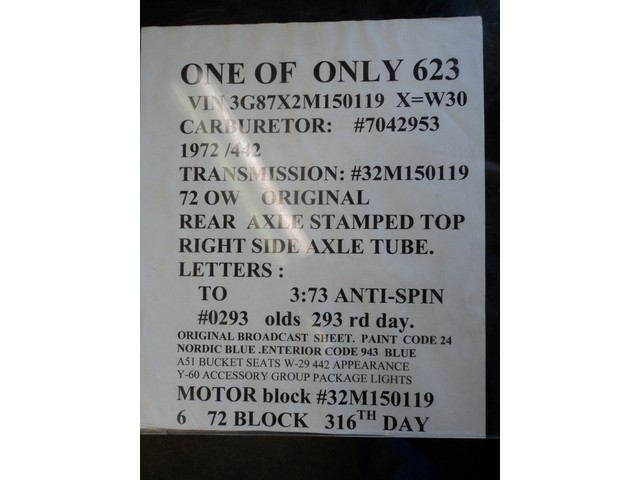 ONE OF ONLY 623
VIN 3G87X2M150119 X=W30
CARBURETOR: #7042953
1972 /442
TRANSMISSION: #32M150119
72 OW ORIGINAL
REAR AXLE STAMPED TOP
RIGHT SIDE AXLE TUBE.
LETTERS :
TO 3:73 ANTI-SPIN
#0293 olds 293 rd day.
ORIGINAL BROADCAST SHEET. PAINT CODE 24
NORDIC BLUE .ENTERIOR CODE 943 BLUE
A51 BUCKET SEATS W-29 442 APPEARANCE
Y-60 ACCESSORY GROUP PACKAGE LIGHTS
MOTOR block #32M150119
6 72 BLOCK 316TH DAY